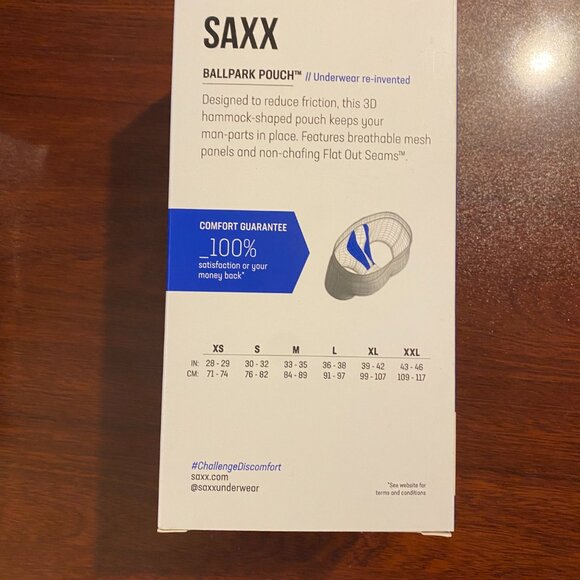 SAXX
BALLPARK POUCH™ // Underwear re-invented
Designed to reduce friction, this 3D
hammock-shaped pouch keeps your
man-parts in place. Features breathable mesh
panels and non-chafing Flat Out Seams™.
COMFORT GUARANTEE
_100%
satisfaction or your
money back*
XS S M L XL XXL
IN: 28 - 29 30 - 32 33 - 35 36 - 38 39 - 42 43 - 46
CM: 71 - 74 76 - 82 84 - 89 91 - 97 99 - 107 109 - 117
#ChallengeDiscomfort
saxx.com
@saxxunderwear
*See website for
terms and conditions